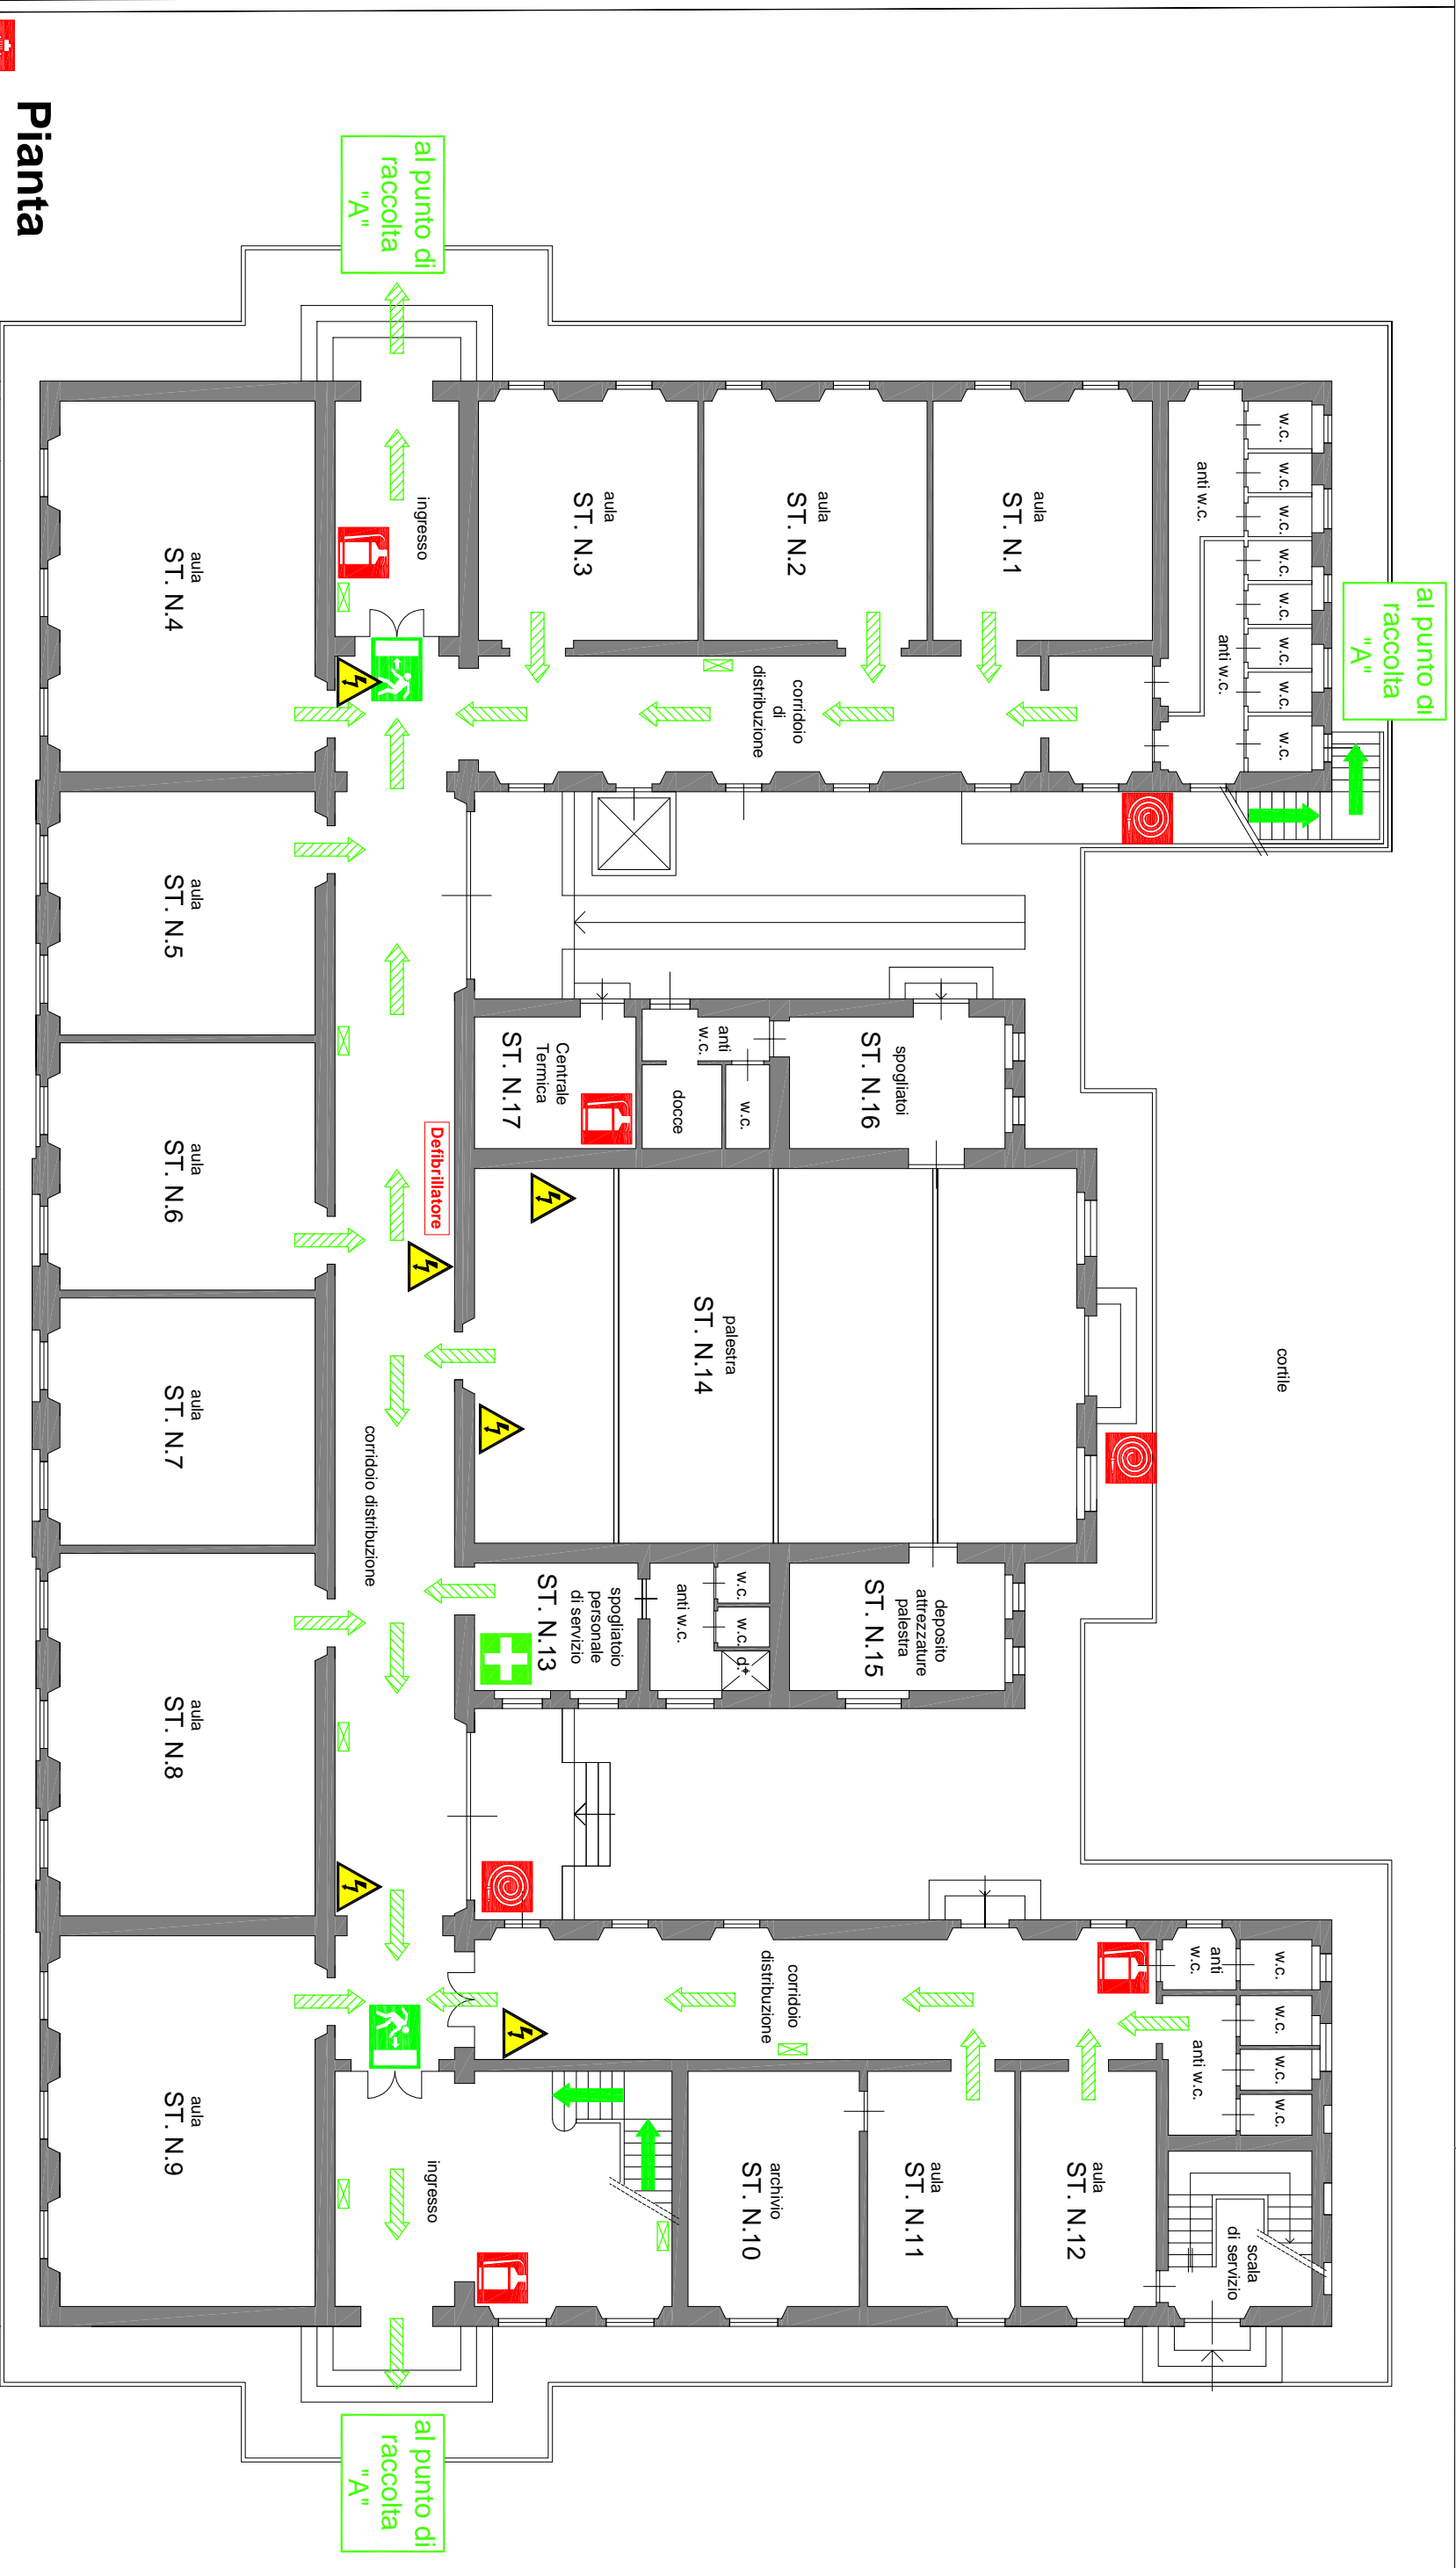 Pianta
al punto di
raccolta
"A"
al punto di
raccolta
"A"
w.c.
w.c.
w.c.
w.c.
w.c.
w.c.
w.c.
w.c.
anti w.c.
anti w.c.
aula
ST. N.1
aula
ST. N.2
aula
ST. N.3
ingresso
aula
ST. N.4
corridoio
di
distribuzione
aula
ST. N.5
aula
ST. N.6
aula
ST. N.7
aula
ST. N.8
aula
ST. N.9
spogliatoi
ST. N.16
anti
w.c.
w.c.
docce
Centrale
Termica
ST. N.17
Defibrillatore
palestra
ST. N.14
cortile
corridoio distribuzione
deposito
attrezzature
palestra
ST. N.15
w.c.
w.c.
d.
anti w.c.
spogliatoio
personale
di servizio
ST. N.13
w.c.
anti
w.c.
w.c.
w.c.
w.c.
anti w.c.
corridoio
distribuzione
scala
di servizio
aula
ST. N.12
aula
ST. N.11
archivio
ST. N.10
ingresso
al punto di
raccolta
"A"